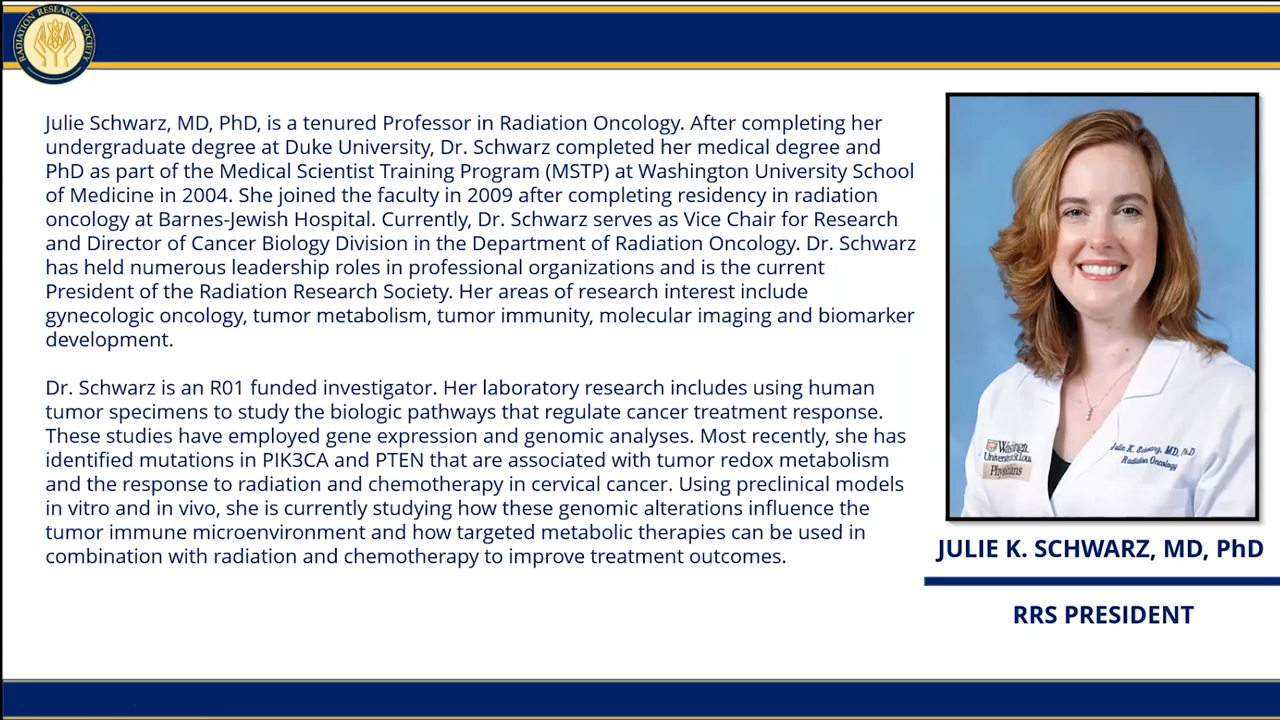 RADIATION RESEARCH SOCIETY
Julie Schwarz, MD, PhD, is a tenured Professor in Radiation Oncology. After completing her
undergraduate degree at Duke University, Dr. Schwarz completed her medical degree and
PhD as part of the Medical Scientist Training Program (MSTP) at Washington University School
of Medicine in 2004. She joined the faculty in 2009 after completing residency in radiation
oncology at Barnes-Jewish Hospital. Currently, Dr. Schwarz serves as Vice Chair for Research
and Director of Cancer Biology Division in the Department of Radiation Oncology. Dr. Schwarz
has held numerous leadership roles in professional organizations and is the current
President of the Radiation Research Society. Her areas of research interest include
gynecologic oncology, tumor metabolism, tumor immunity, molecular imaging and biomarker
development.
Dr. Schwarz is an R01 funded investigator. Her laboratory research includes using human
tumor specimens to study the biologic pathways that regulate cancer treatment response.
These studies have employed gene expression and genomic analyses. Most recently, she has
identified mutations in PIK3CA and PTEN that are associated with tumor redox metabolism
and the response to radiation and chemotherapy in cervical cancer. Using preclinical models
in vitro and in vivo, she is currently studying how these genomic alterations influence the
tumor immune microenvironment and how targeted metabolic therapies can be used in
combination with radiation and chemotherapy to improve treatment outcomes.
Washington
University in St. Louis
Physicians
Julie K. Schwarz, MD, PhD
Radiation Oncology
JULIE K. SCHWARZ, MD, PhD
RRS PRESIDENT